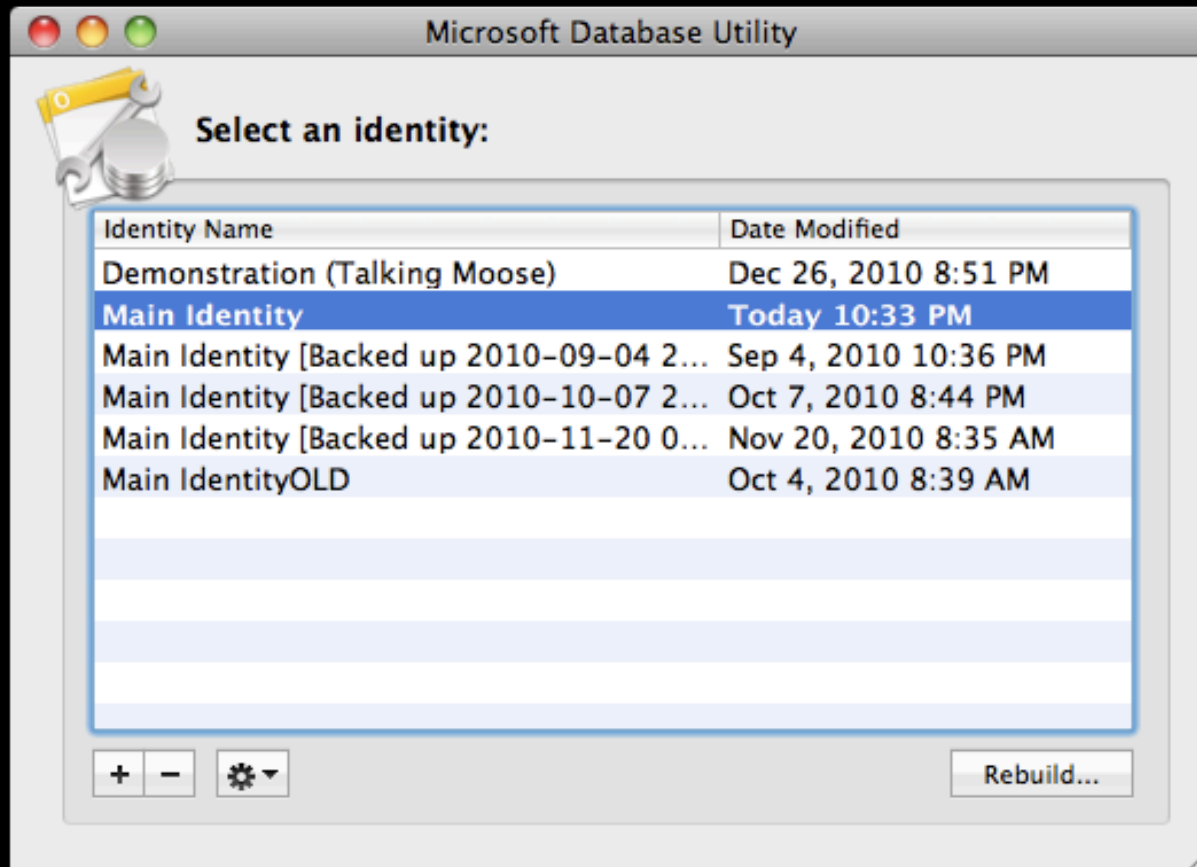 Microsoft Database Utility
O
Select an identity:
Identity Name Date Modified
Demonstration (Talking Moose) Dec 26, 2010 8:51 PM
Main Identity Today 10:33 PM
Main Identity [Backed up 2010-09-04 2... Sep 4, 2010 10:36 PM
Main Identity [Backed up 2010-10-07 2... Oct 7, 2010 8:44 PM
Main Identity [Backed up 2010-11-20 0... Nov 20, 2010 8:35 AM
Main IdentityOLD Oct 4, 2010 8:39 AM
+ − Rebuild...